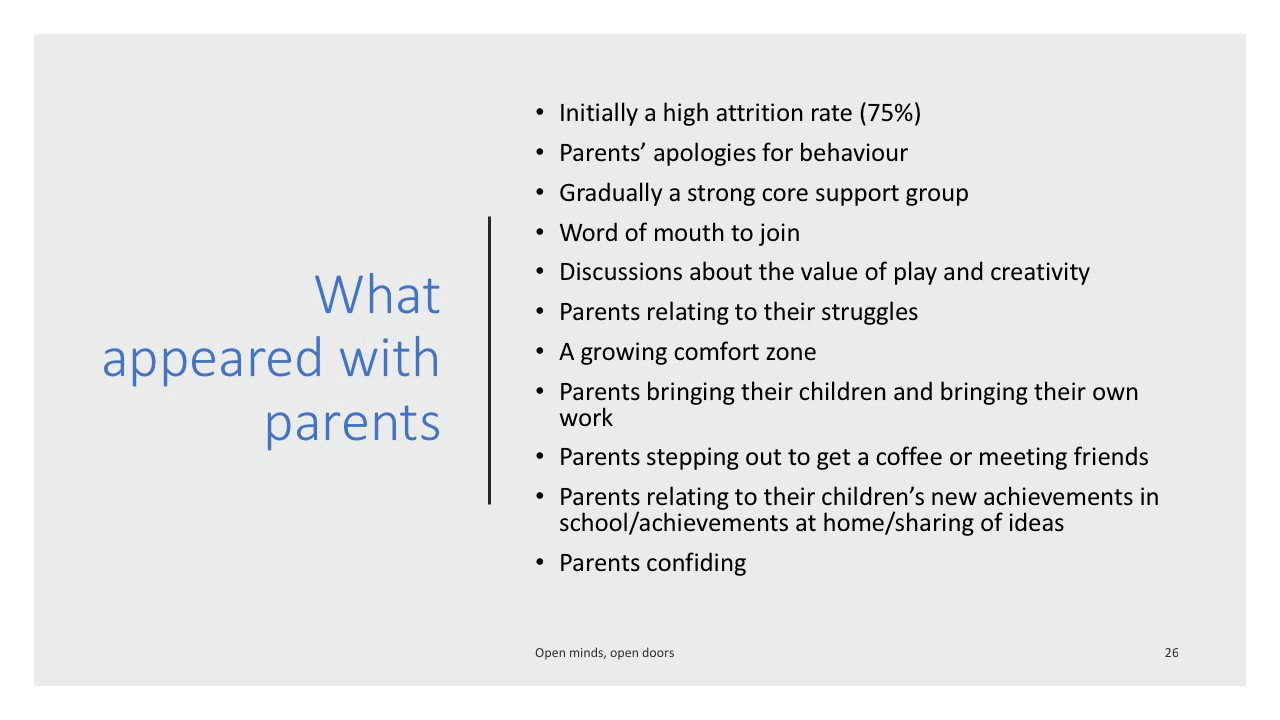 What
appeared with
parents
• Initially a high attrition rate (75%)
• Parents’ apologies for behaviour
• Gradually a strong core support group
• Word of mouth to join
• Discussions about the value of play and creativity
• Parents relating to their struggles
• A growing comfort zone
• Parents bringing their children and bringing their own
work
• Parents stepping out to get a coffee or meeting friends
• Parents relating to their children’s new achievements in
school/achievements at home/sharing of ideas
• Parents confiding
Open minds, open doors
26